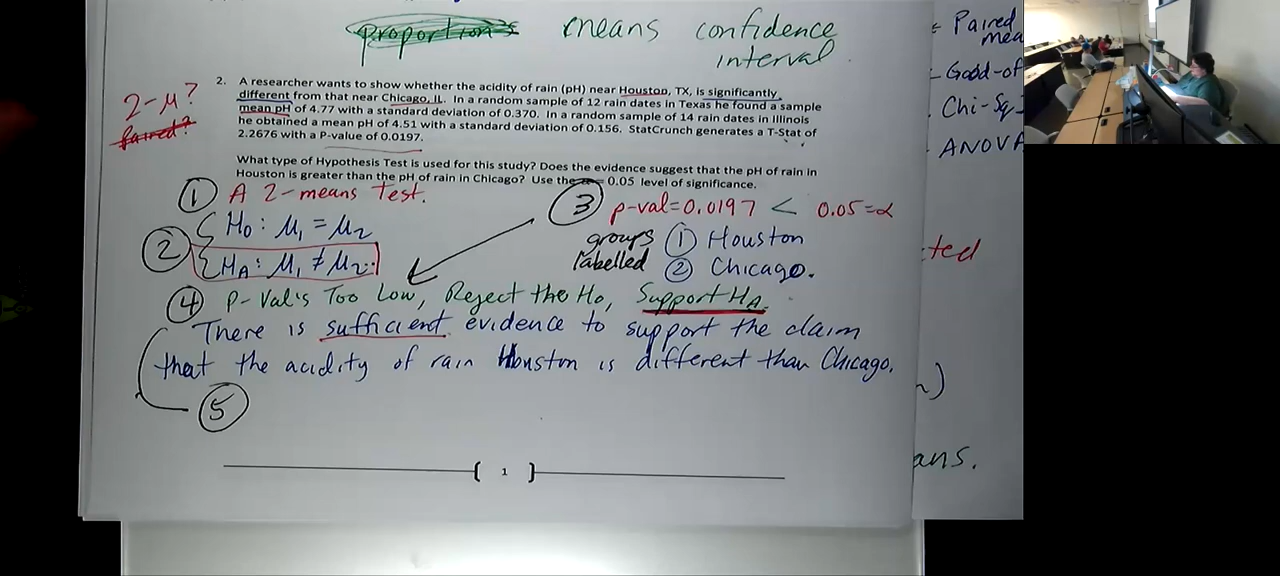 proportions means confidence
interval
2. A researcher wants to show whether the acidity of rain (pH) near Houston, TX, is significantly
different from that near Chicago, IL. In a random sample of 12 rain dates in Texas he found a sample
mean pH of 4.77 with a standard deviation of 0.370. In a random sample of 14 rain dates in Illinois
he obtained a mean pH of 4.51 with a standard deviation of 0.156. StatCrunch generates a T-Stat of
2.2676 with a P-value of 0.0197.
2-μ?
paired?
What type of Hypothesis Test is used for this study? Does the evidence suggest that the pH of rain in
Houston is greater than the pH of rain in Chicago? Use the 0.05 level of significance.
① A 2-means Test.
② { H₀: μ₁ = μ₂
{ H_A: μ₁ ≠ μ₂.
③ p-val=0.0197 < 0.05=α
groups ① Houston
labelled ② Chicago.
④ P-Val's Too Low, Reject the Ho, Support HA.
There is sufficient evidence to support the claim
that the acidity of rain Houston is different than Chicago.
⑤
{ 1 }
Paired
mea
- Good-of
Chi-Sq-
- ANOVA
cted
ans.